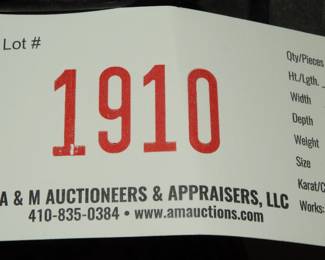 Lot #
1910
A & M AUCTIONEERS & APPRAISERS, LLC
410-835-0384 • www.amauctions.com
Qty/Pieces
Ht./Lgth.
Width
Depth
Weight
Size
Karat/C
Works: